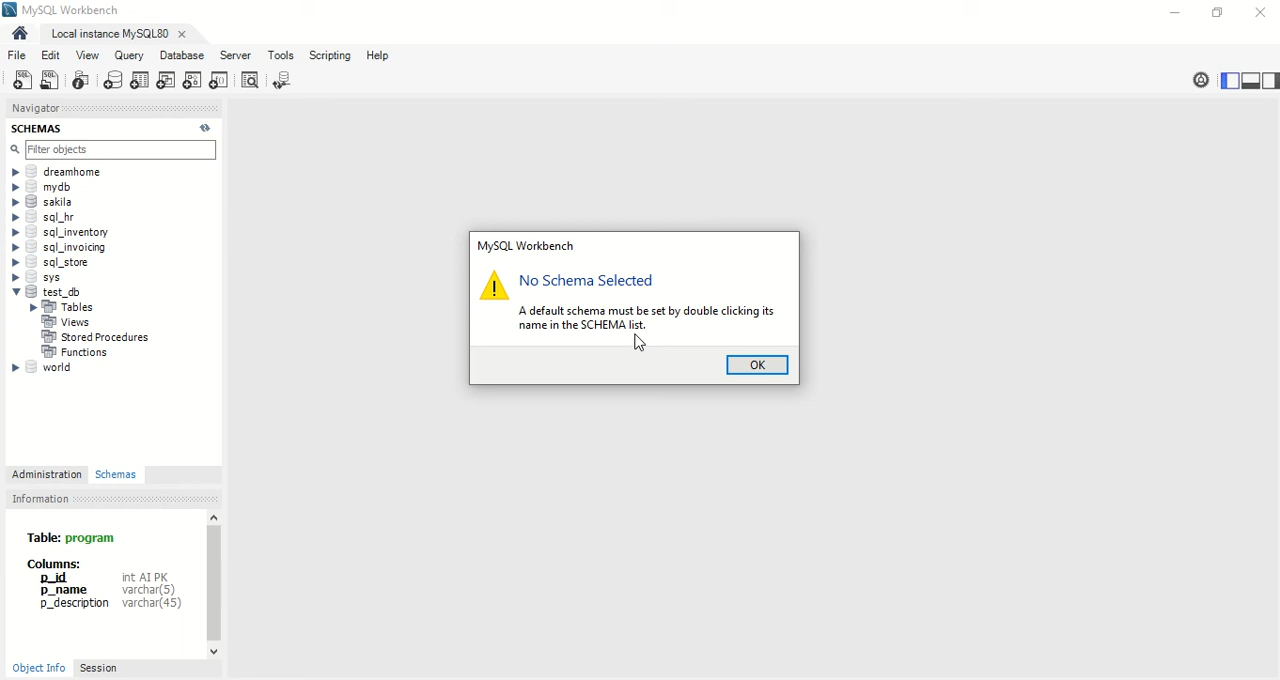 MySQL Workbench
Local instance MySQL80
File Edit View Query Database Server Tools Scripting Help
Navigator
SCHEMAS
Filter objects
dreamhome
mydb
sakila
sql_hr
sql_inventory
sql_invoicing
sql_store
sys
test_db
Tables
Views
Stored Procedures
Functions
world
Administration Schemas
Information
Table: program
Columns:
p_id int AI PK
p_name varchar(5)
p_description varchar(45)
Object Info Session
MySQL Workbench
No Schema Selected
A default schema must be set by double clicking its
name in the SCHEMA list.
OK